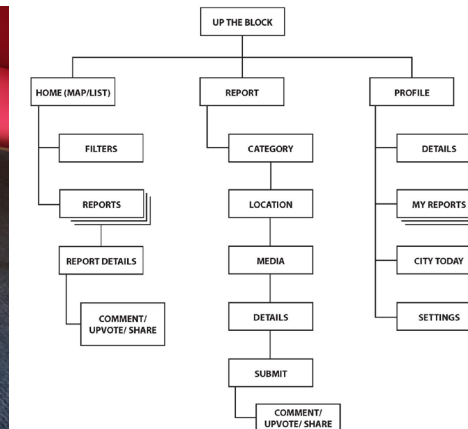 UP THE BLOCK
HOME (MAP/LIST)
REPORT
PROFILE
FILTERS
CATEGORY
DETAILS
REPORTS
LOCATION
MY REPORTS
REPORT DETAILS
MEDIA
CITY TODAY
COMMENT/
UPVOTE/ SHARE
DETAILS
SETTINGS
SUBMIT
COMMENT/
UPVOTE/ SHARE